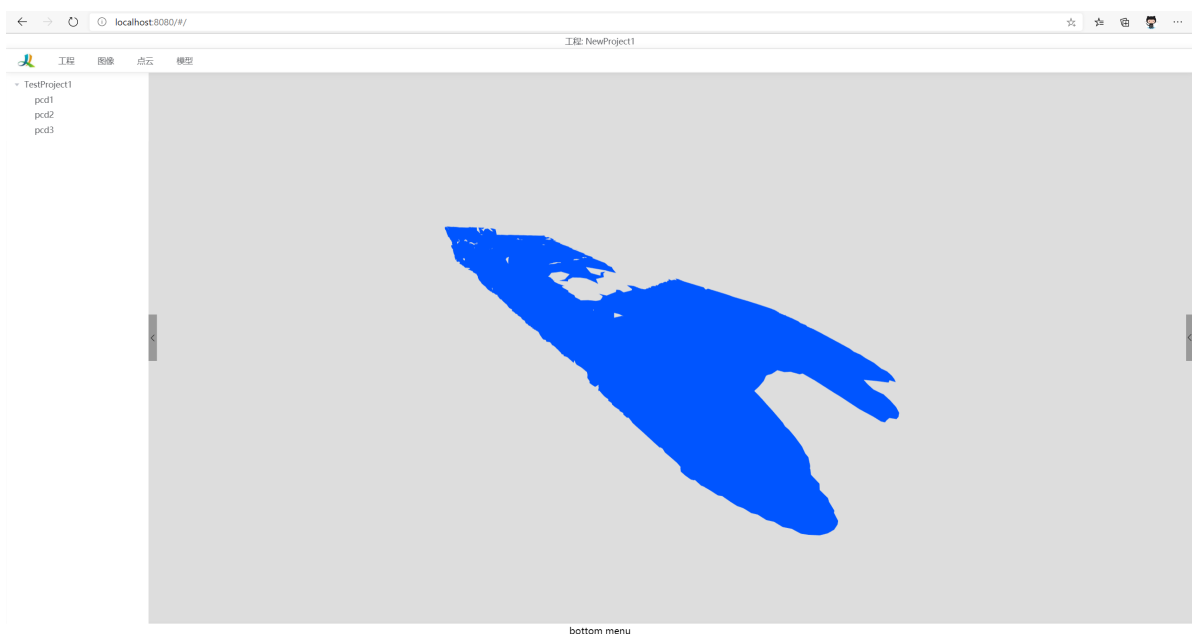 localhost:8080/#/
工程: NewProject1
工程 图像 点云 模型
TestProject1
pcd1
pcd2
pcd3
bottom menu